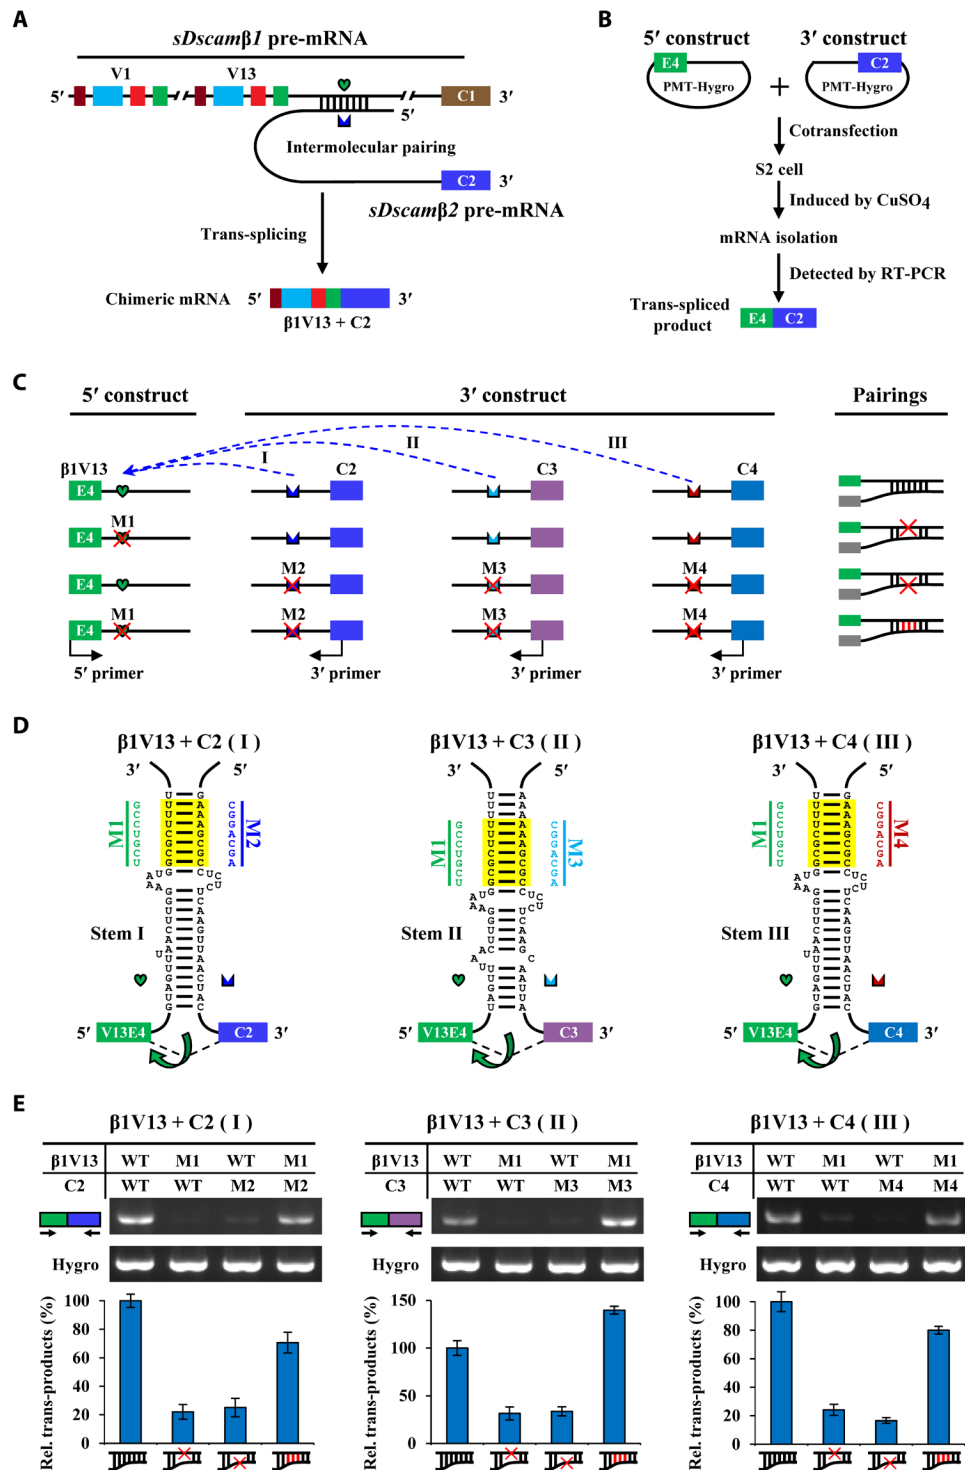 A
sDscamβ1 pre-mRNA
V1 V13
5′ C1 3′
5′
Intermolecular pairing
C2 3′
sDscamβ2 pre-mRNA
Trans-splicing
Chimeric mRNA 5′ 3′
β1V13 + C2
B
5′ construct 3′ construct
E4 C2
PMT-Hygro + PMT-Hygro
Cotransfection
S2 cell
Induced by CuSO4
mRNA isolation
Detected by RT-PCR
Trans-spliced
product
E4 C2
C
5′ construct 3′ construct Pairings
I II III
β1V13 C2 C3 C4
E4
M1
E4
M2 M3 M4
E4
M1 M2 M3 M4
E4
5′ primer 3′ primer 3′ primer 3′ primer
D
β1V13 + C2 ( I ) β1V13 + C3 ( II ) β1V13 + C4 ( III )
3′ 5′ 3′ 5′ 3′ 5′
M1 GCCUGCU CGGACGA M2
M1 GCCUGCU CGGACGA M3
M1 GCCUGCU CGGACGA M4
Stem I Stem II Stem III
5′ V13E4 C2 3′ 5′ V13E4 C3 3′ 5′ V13E4 C4 3′
E
β1V13 + C2 ( I )
β1V13 WT M1 WT M1
C2 WT WT M2 M2
Hygro
Rel. trans-products (%)
100
80
60
40
20
0
β1V13 + C3 ( II )
β1V13 WT M1 WT M1
C3 WT WT M3 M3
Hygro
Rel. trans-products (%)
150
100
50
0
β1V13 + C4 ( III )
β1V13 WT M1 WT M1
C4 WT WT M4 M4
Hygro
Rel. trans-products (%)
100
80
60
40
20
0